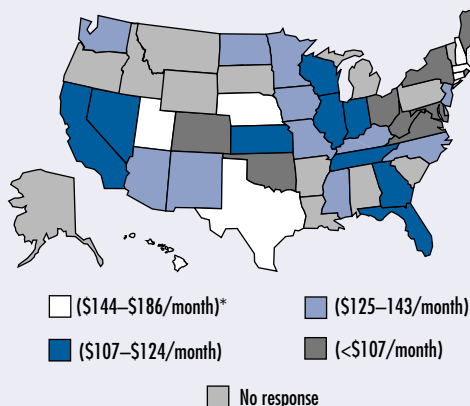 ($144–$186/month)*
($125–143/month)
($107–$124/month)
(<$107/month)
No response